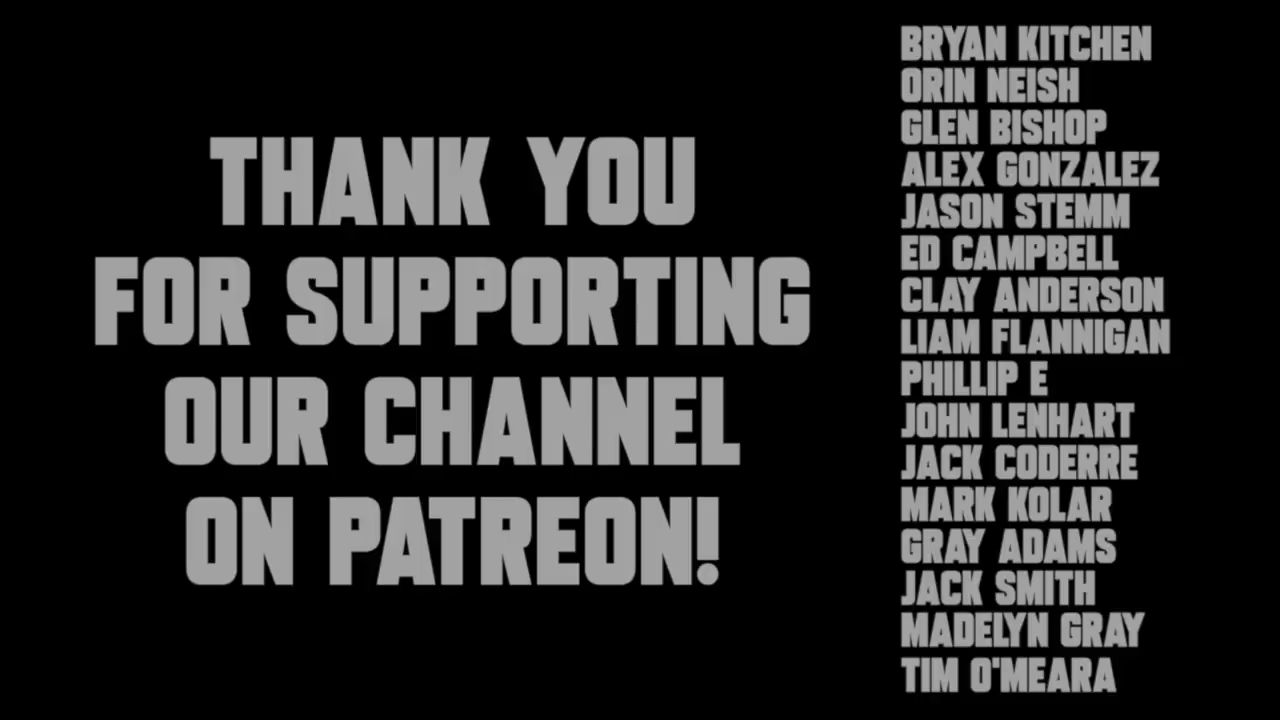 THANK YOU
FOR SUPPORTING
OUR CHANNEL
ON PATREON!
BRYAN KITCHEN
ORIN NEISH
GLEN BISHOP
ALEX GONZALEZ
JASON STEMM
ED CAMPBELL
CLAY ANDERSON
LIAM FLANNIGAN
PHILLIP E
JOHN LENHART
JACK CODERRE
MARK KOLAR
GRAY ADAMS
JACK SMITH
MADELYN GRAY
TIM O'MEARA